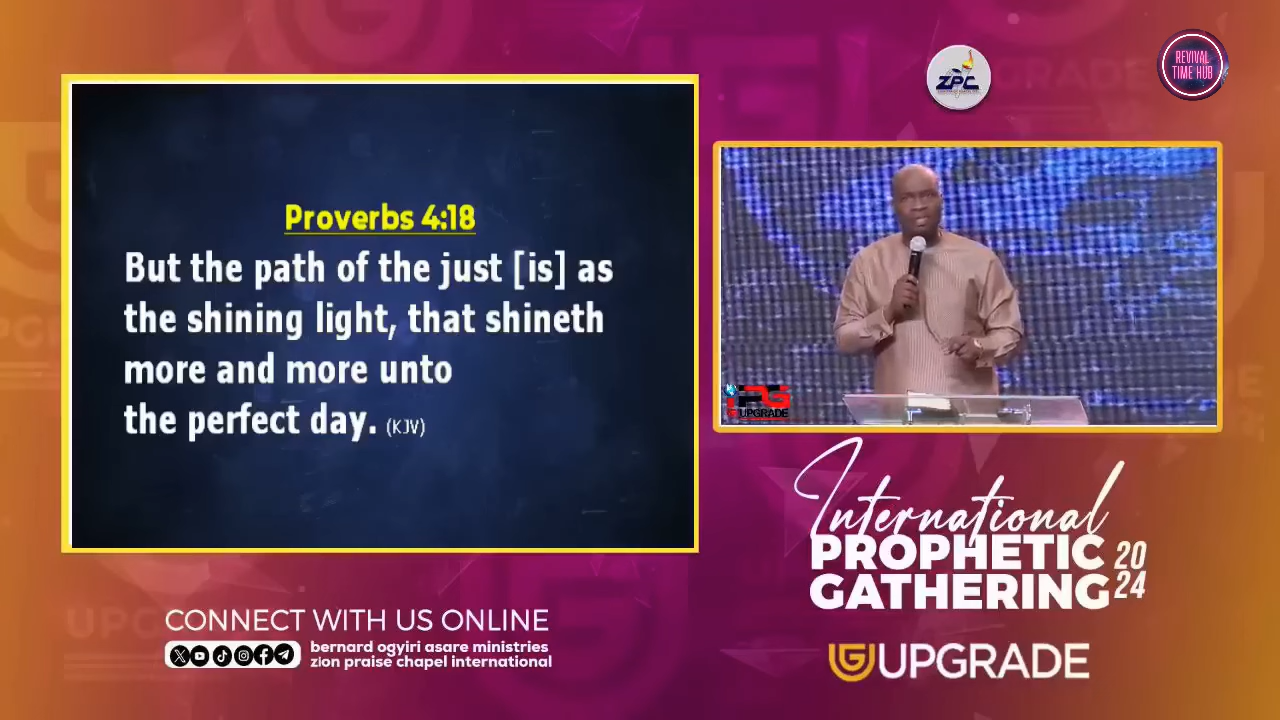 Proverbs 4:18
But the path of the just [is] as
the shining light, that shineth
more and more unto
the perfect day. (KJV)
ZPC
REVIVAL
TIME HUB
UPGRADE
International
PROPHETIC
GATHERING
20
24
UPGRADE
CONNECT WITH US ONLINE
bernard ogyiri asare ministries
zion praise chapel international